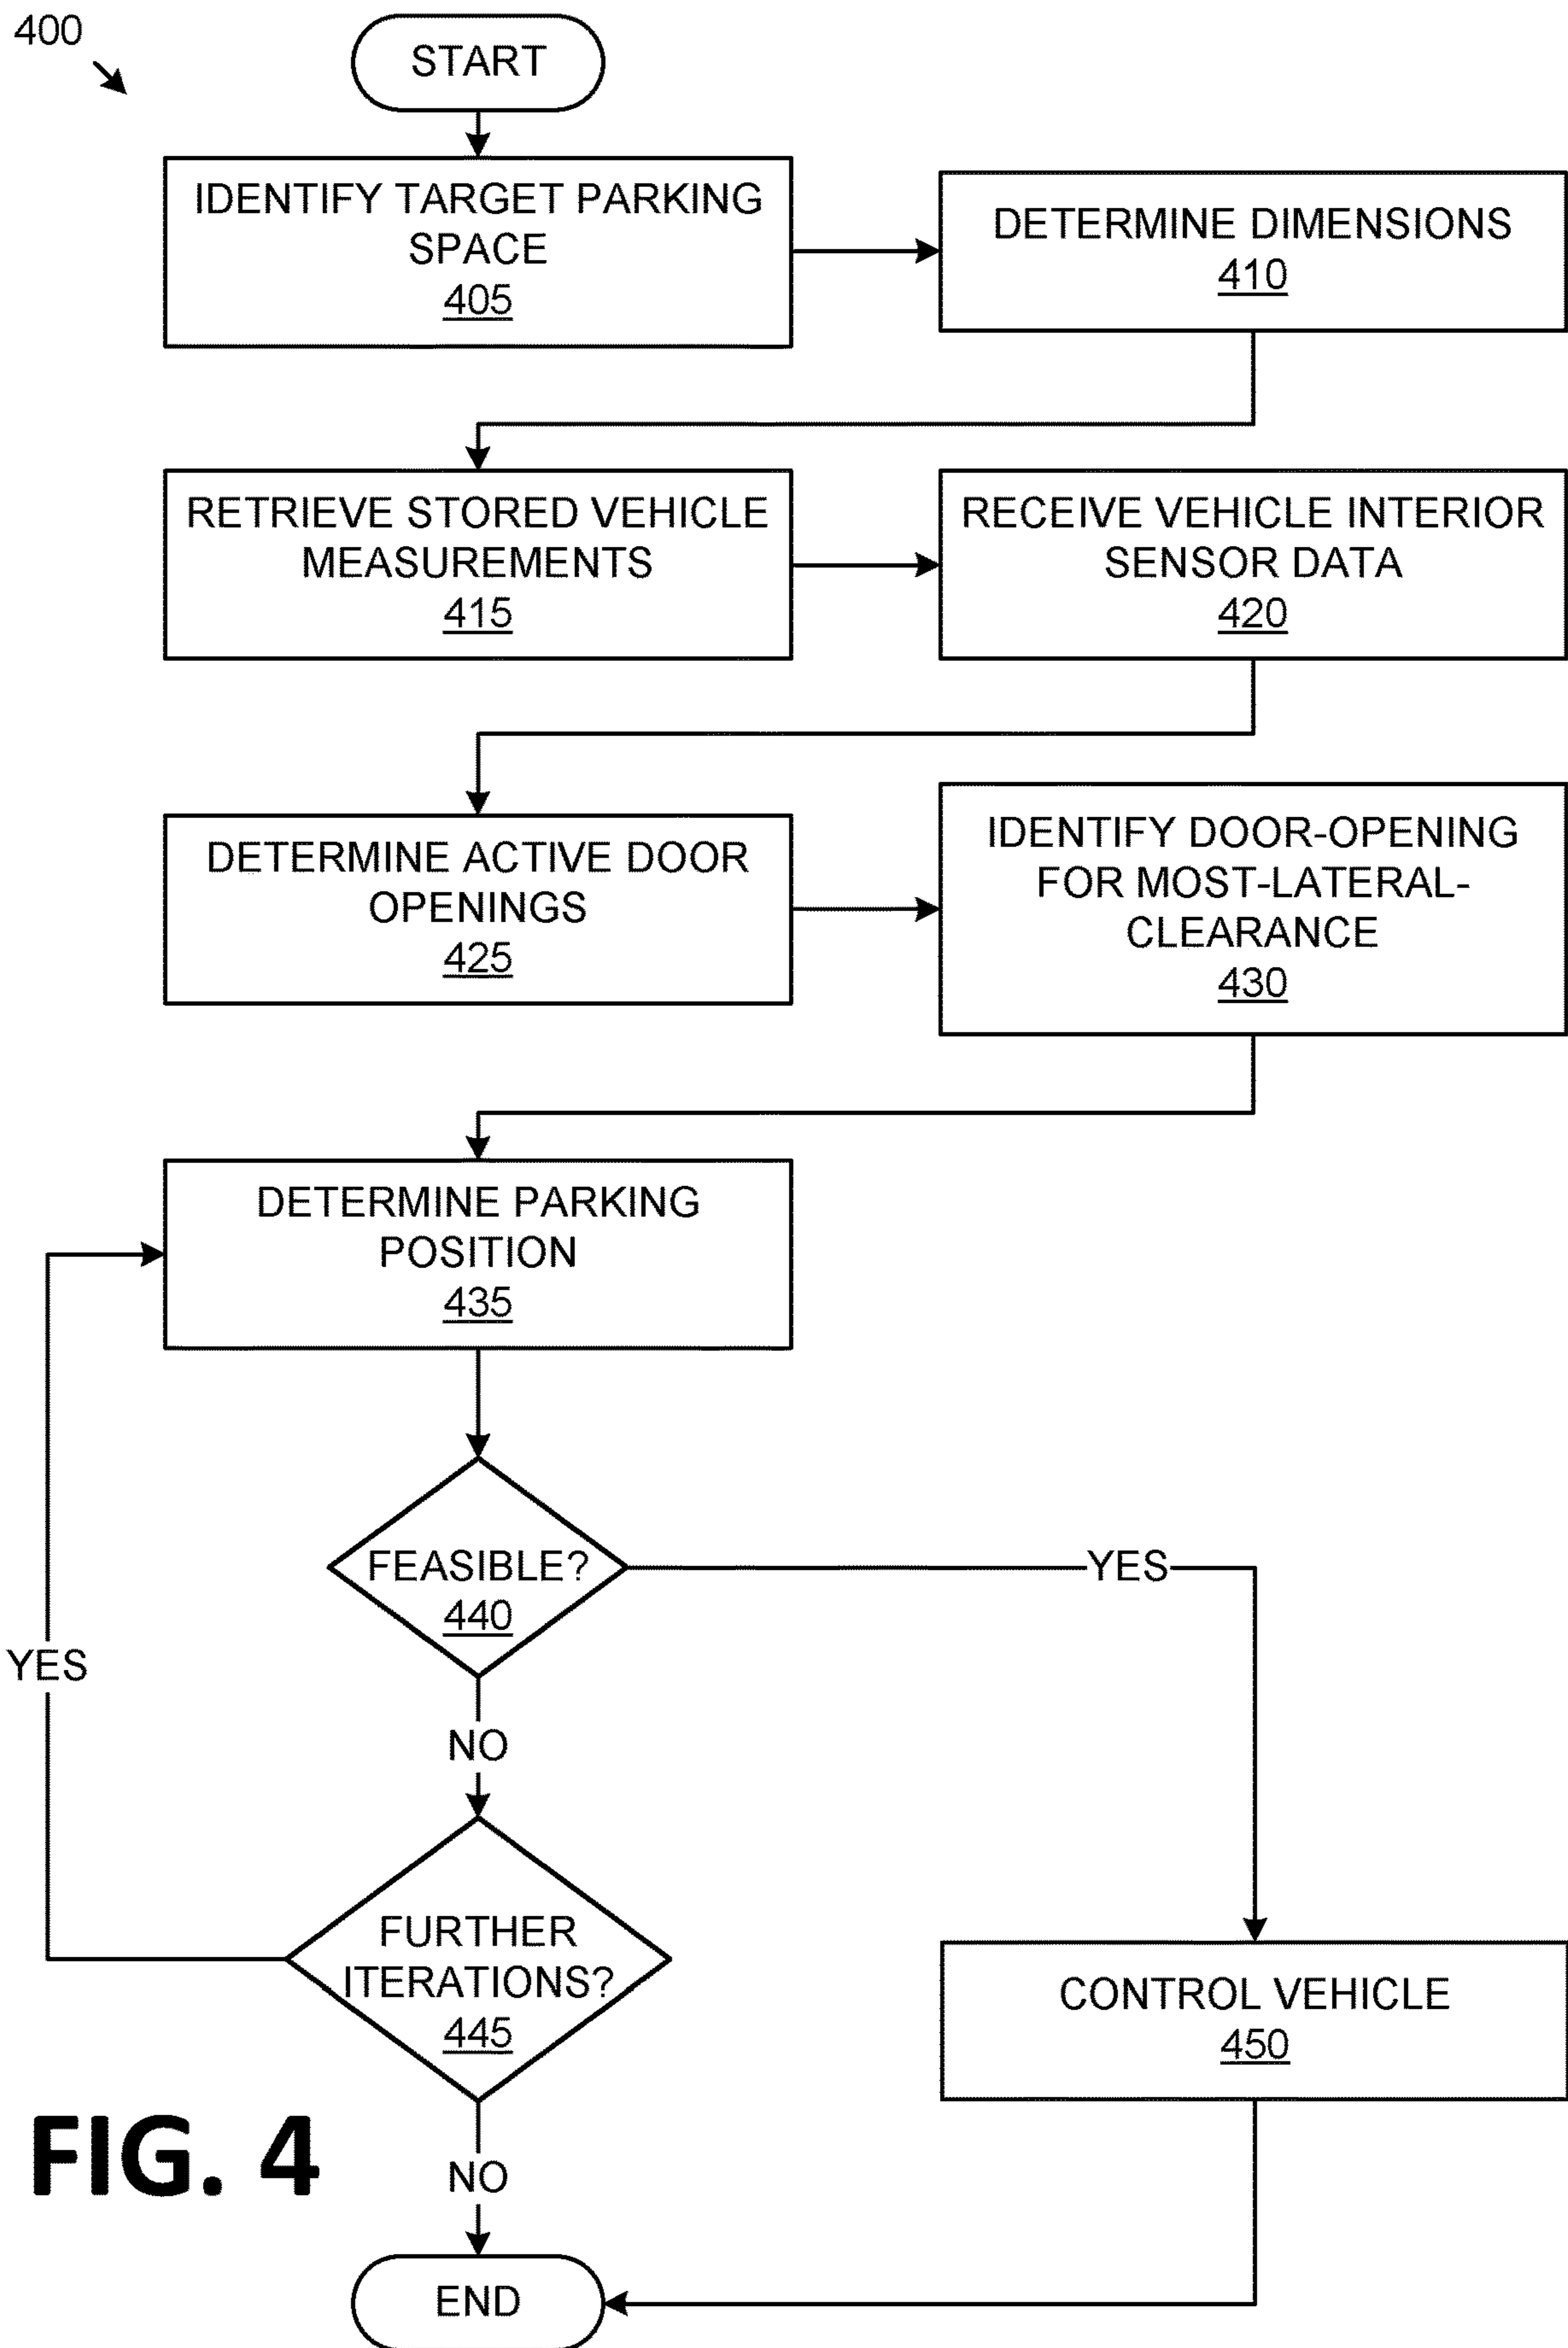 400
START
IDENTIFY TARGET PARKING
SPACE
405
DETERMINE DIMENSIONS
410
RETRIEVE STORED VEHICLE
MEASUREMENTS
415
RECEIVE VEHICLE INTERIOR
SENSOR DATA
420
DETERMINE ACTIVE DOOR
OPENINGS
425
IDENTIFY DOOR-OPENING
FOR MOST-LATERAL-
CLEARANCE
430
DETERMINE PARKING
POSITION
435
FEASIBLE?
440
YES
YES
NO
FURTHER
ITERATIONS?
445
CONTROL VEHICLE
450
NO
FIG. 4
END